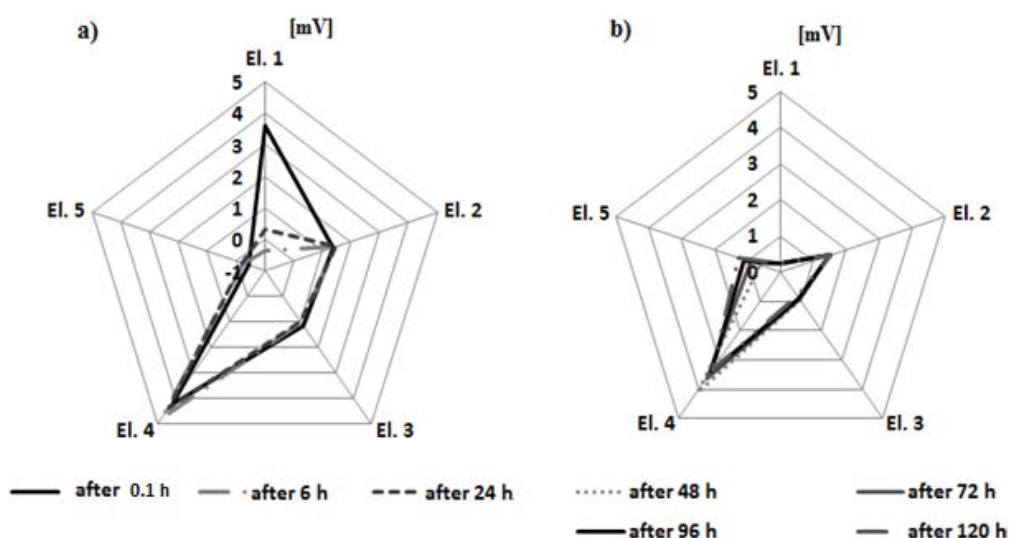 a)
[mV]
El. 1
5
4
3
2
1
0
-1
El. 2
El. 3
El. 4
El. 5
after 0.1 h
after 6 h
after 24 h
b)
[mV]
El. 1
5
4
3
2
1
0
El. 2
El. 3
El. 4
El. 5
after 48 h
after 72 h
after 96 h
after 120 h